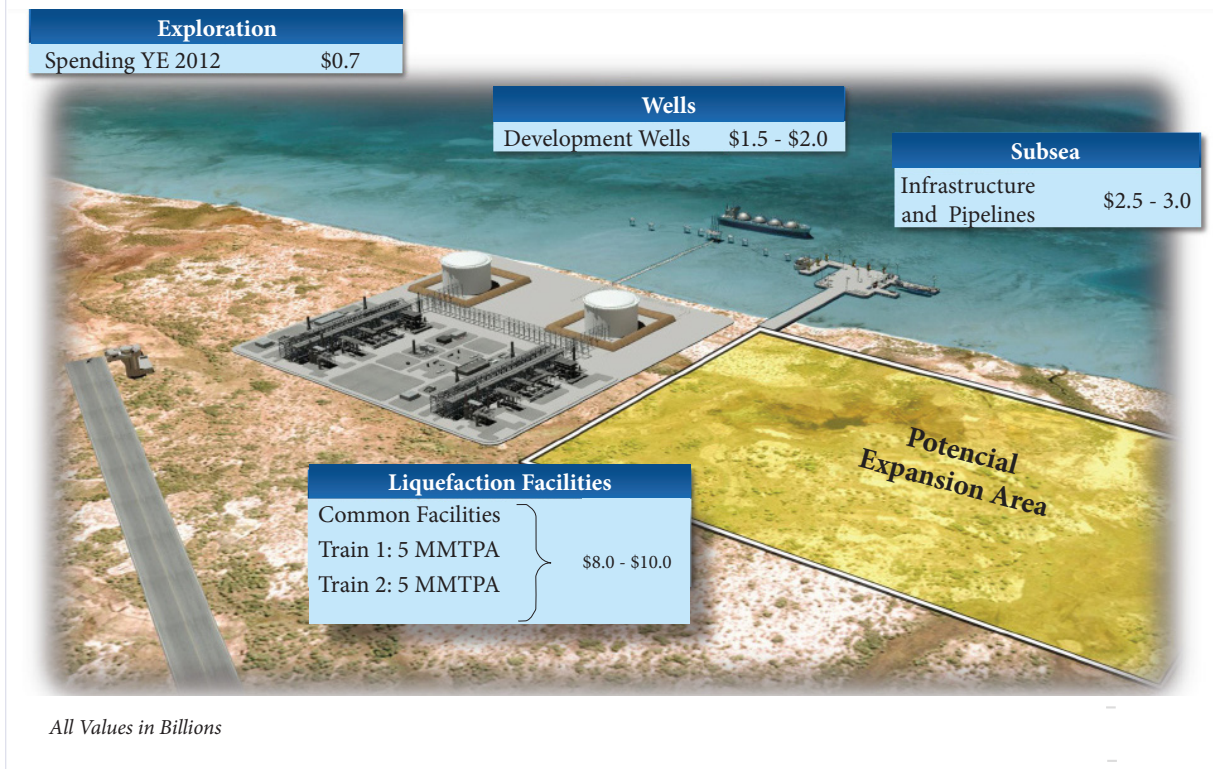 Exploration
Spending YE 2012 $0.7
Wells
Development Wells $1.5 - $2.0
Subsea
Infrastructure
and Pipelines $2.5 - 3.0
Potencial
Expansion Area
Liquefaction Facilities
Common Facilities
Train 1: 5 MMTPA
Train 2: 5 MMTPA
$8.0 - $10.0
All Values in Billions